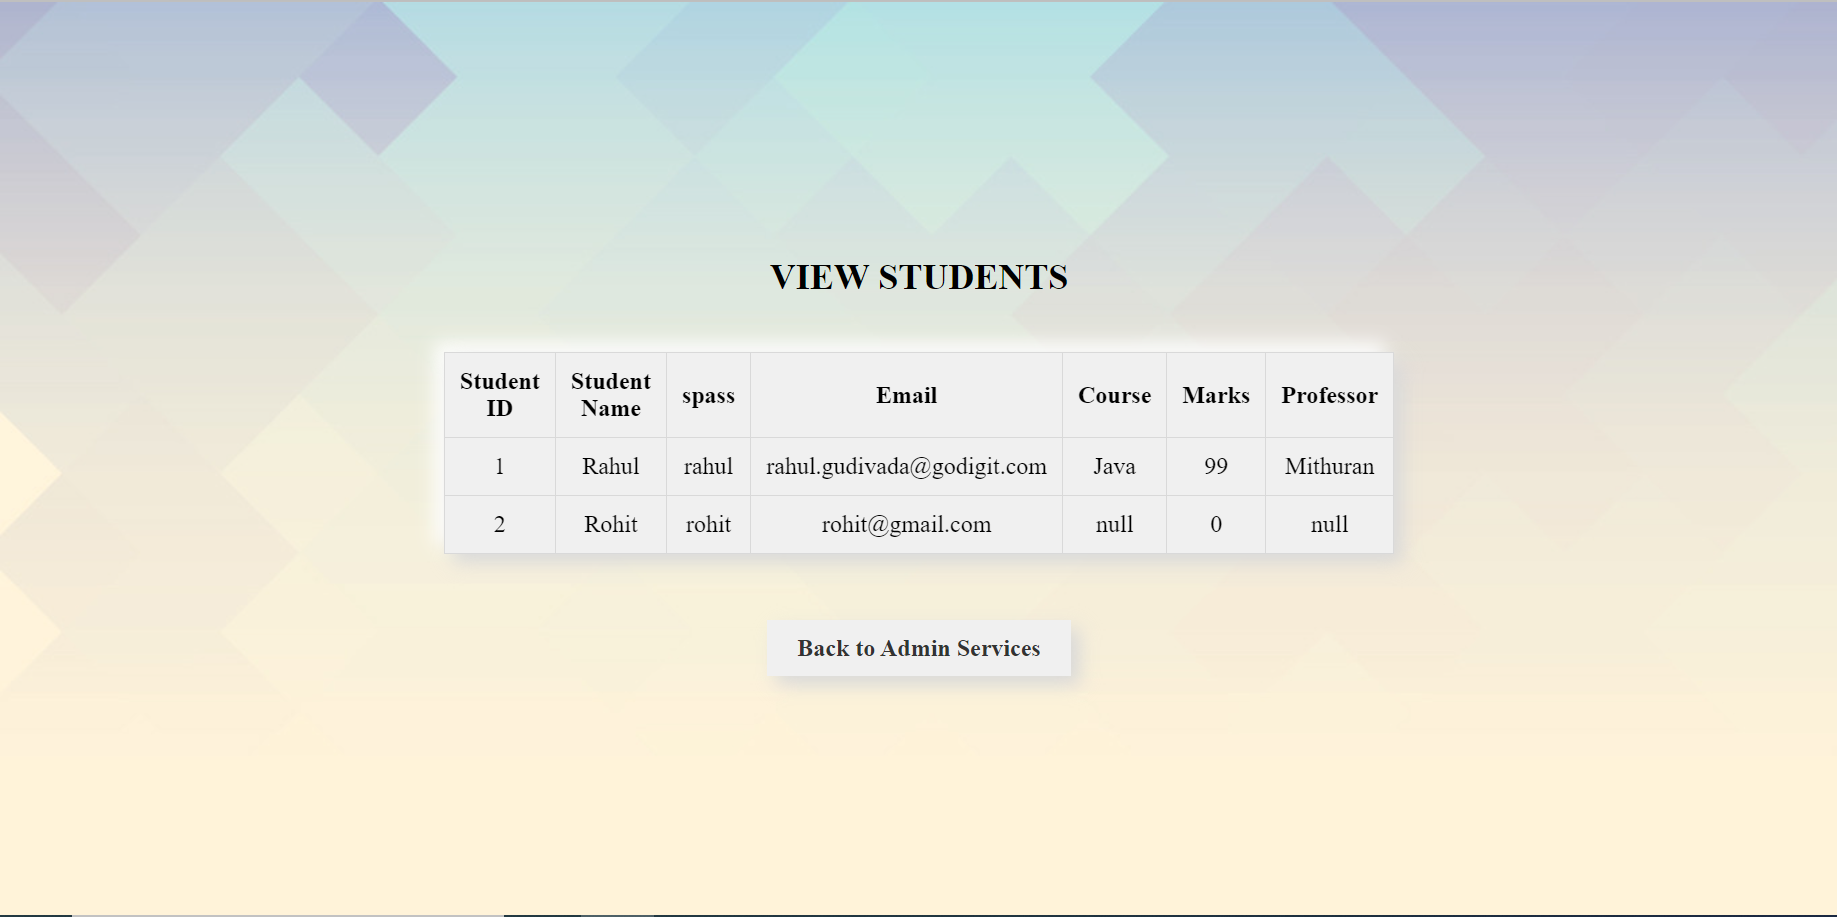 VIEW STUDENTS
Student ID Student Name spass Email Course Marks Professor
1 Rahul rahul rahul.gudivada@godigit.com Java 99 Mithuran
2 Rohit rohit rohit@gmail.com null 0 null
Back to Admin Services